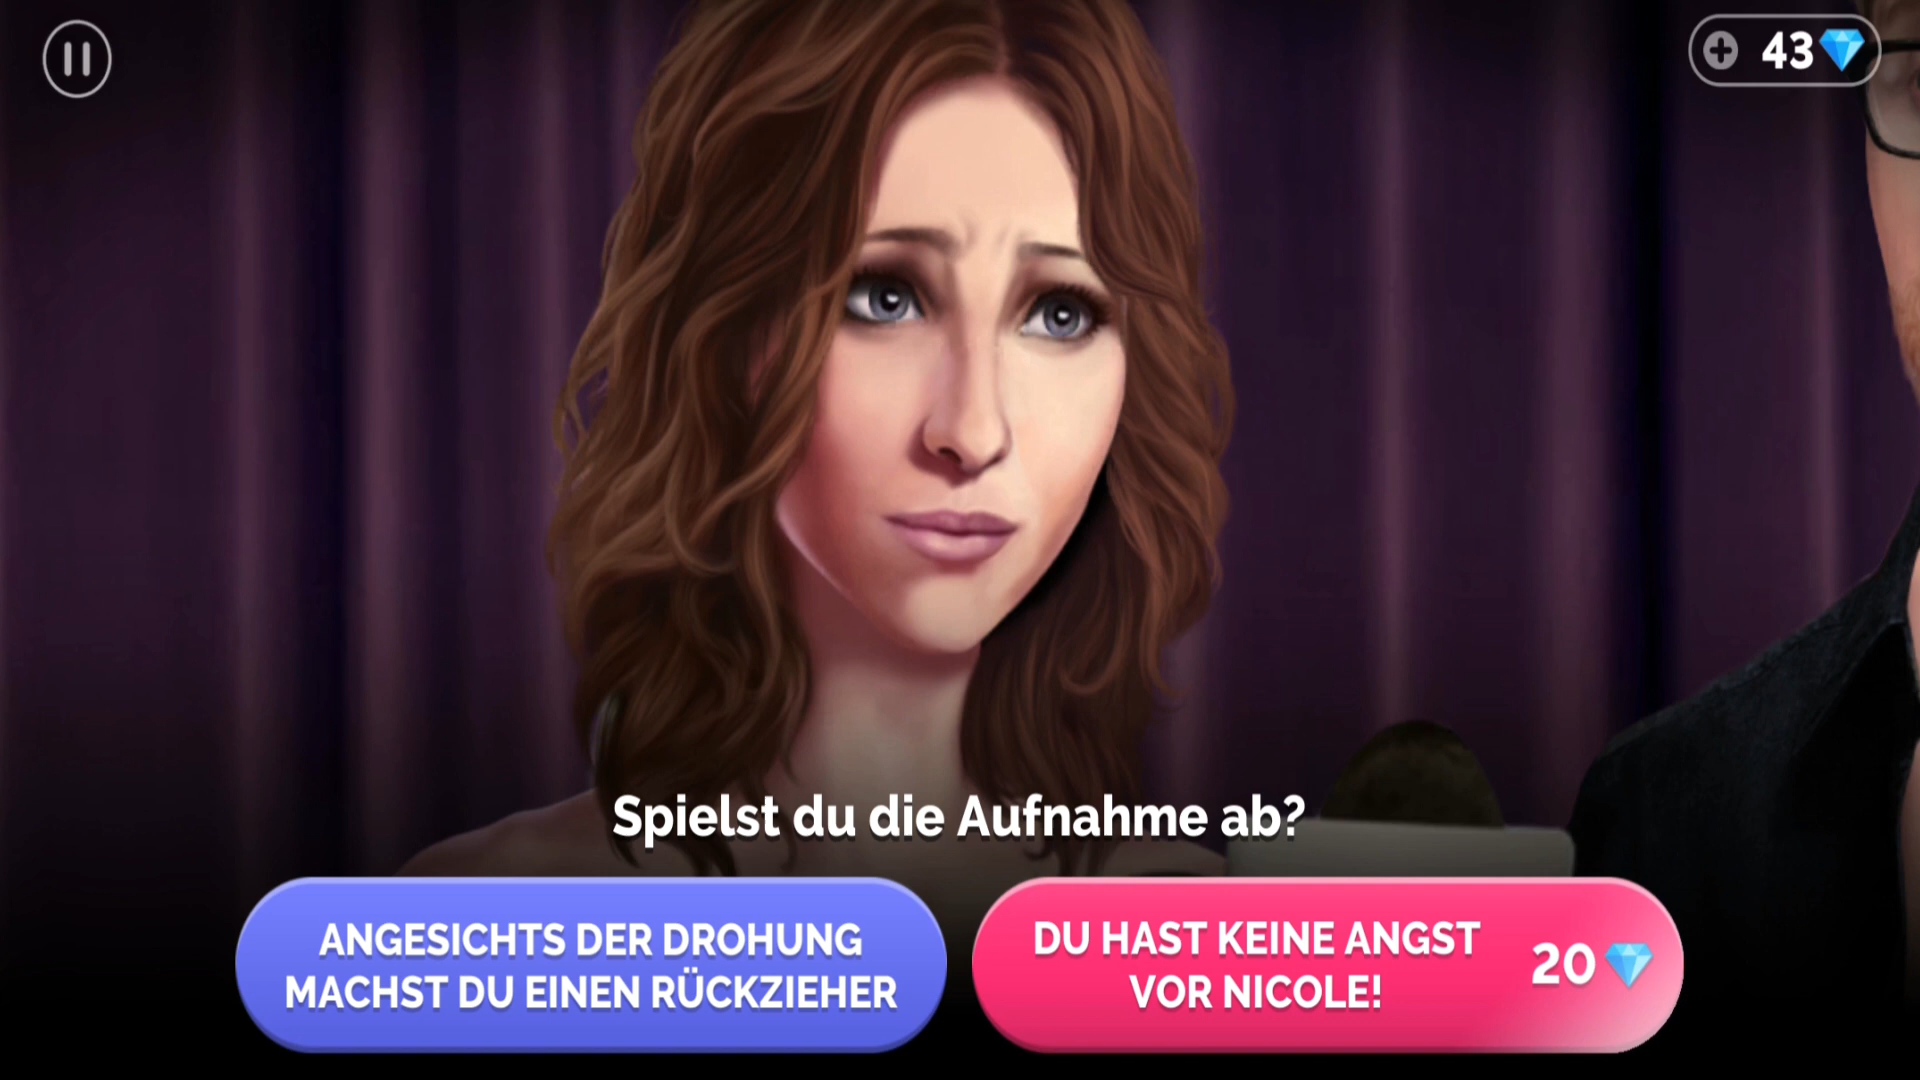 43
Spielst du die Aufnahme ab?
ANGESICHTS DER DROHUNG
MACHST DU EINEN RÜCKZIEHER
DU HAST KEINE ANGST
VOR NICOLE!
20